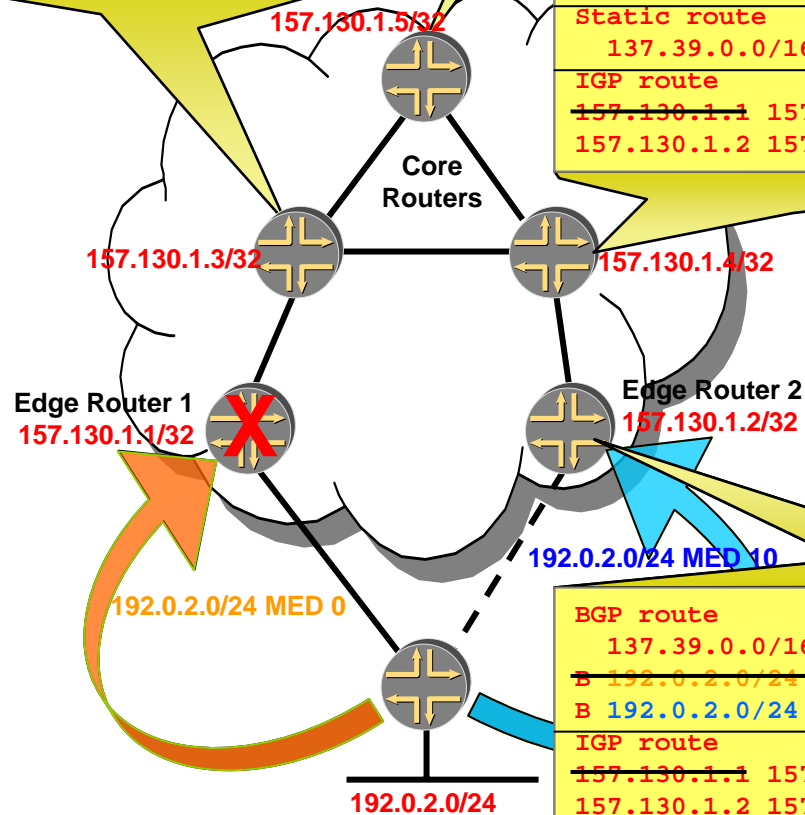 157.130.1.5/32
Static route
137.39.0.0/16
IGP route
157.130.1.1 157
157.130.1.2 157
Core
Routers
157.130.1.3/32
157.130.1.4/32
Edge Router 1
157.130.1.1/32
X
Edge Router 2
157.130.1.2/32
192.0.2.0/24 MED 10
192.0.2.0/24 MED 0
BGP route
137.39.0.0/16
B 192.0.2.0/24
B 192.0.2.0/24
IGP route
157.130.1.1 157
157.130.1.2 157
192.0.2.0/24